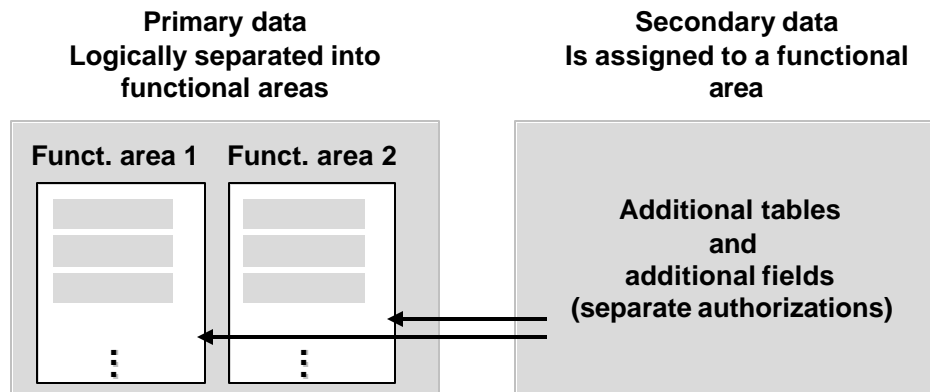 Primary data
Logically separated into
functional areas
Secondary data
Is assigned to a functional
area
Funct. area 1
Funct. area 2
Additional tables
and
additional fields
(separate authorizations)